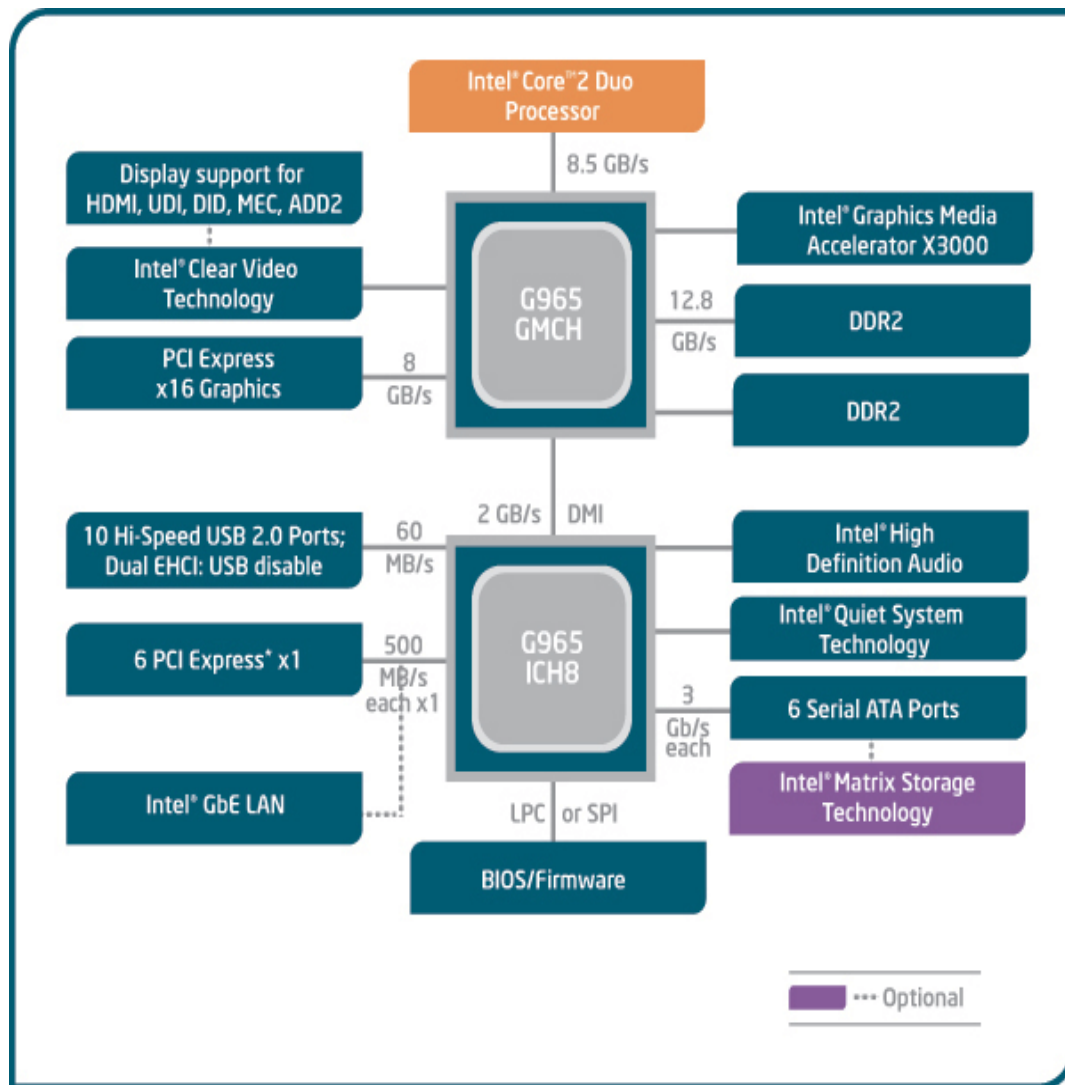 Intel® Core™2 Duo
Processor
8.5 GB/s
Display support for
HDMI, UDI, DID, MEC, ADD2
Intel® Clear Video
Technology
PCI Express
x16 Graphics
8
GB/s
G965
GMCH
Intel® Graphics Media
Accelerator X3000
12.8
GB/s
DDR2
DDR2
2 GB/s DMI
10 Hi-Speed USB 2.0 Ports;
Dual EHCI: USB disable
60
MB/s
6 PCI Express* x1
500
MB/s
each x1
Intel® GbE LAN
G965
ICH8
Intel® High
Definition Audio
Intel® Quiet System
Technology
3
Gb/s
each
6 Serial ATA Ports
Intel® Matrix Storage
Technology
LPC or SPI
BIOS/Firmware
Optional